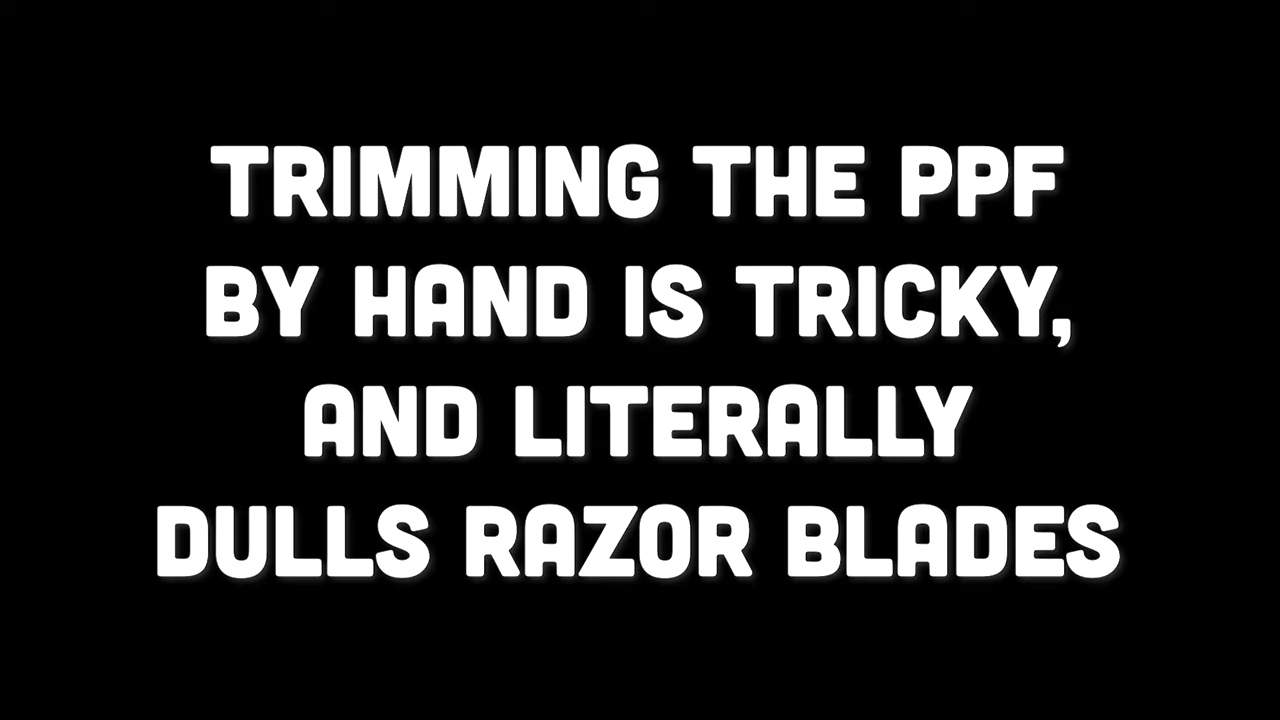 TRIMMING THE PPF
BY HAND IS TRICKY,
AND LITERALLY
DULLS RAZOR BLADES